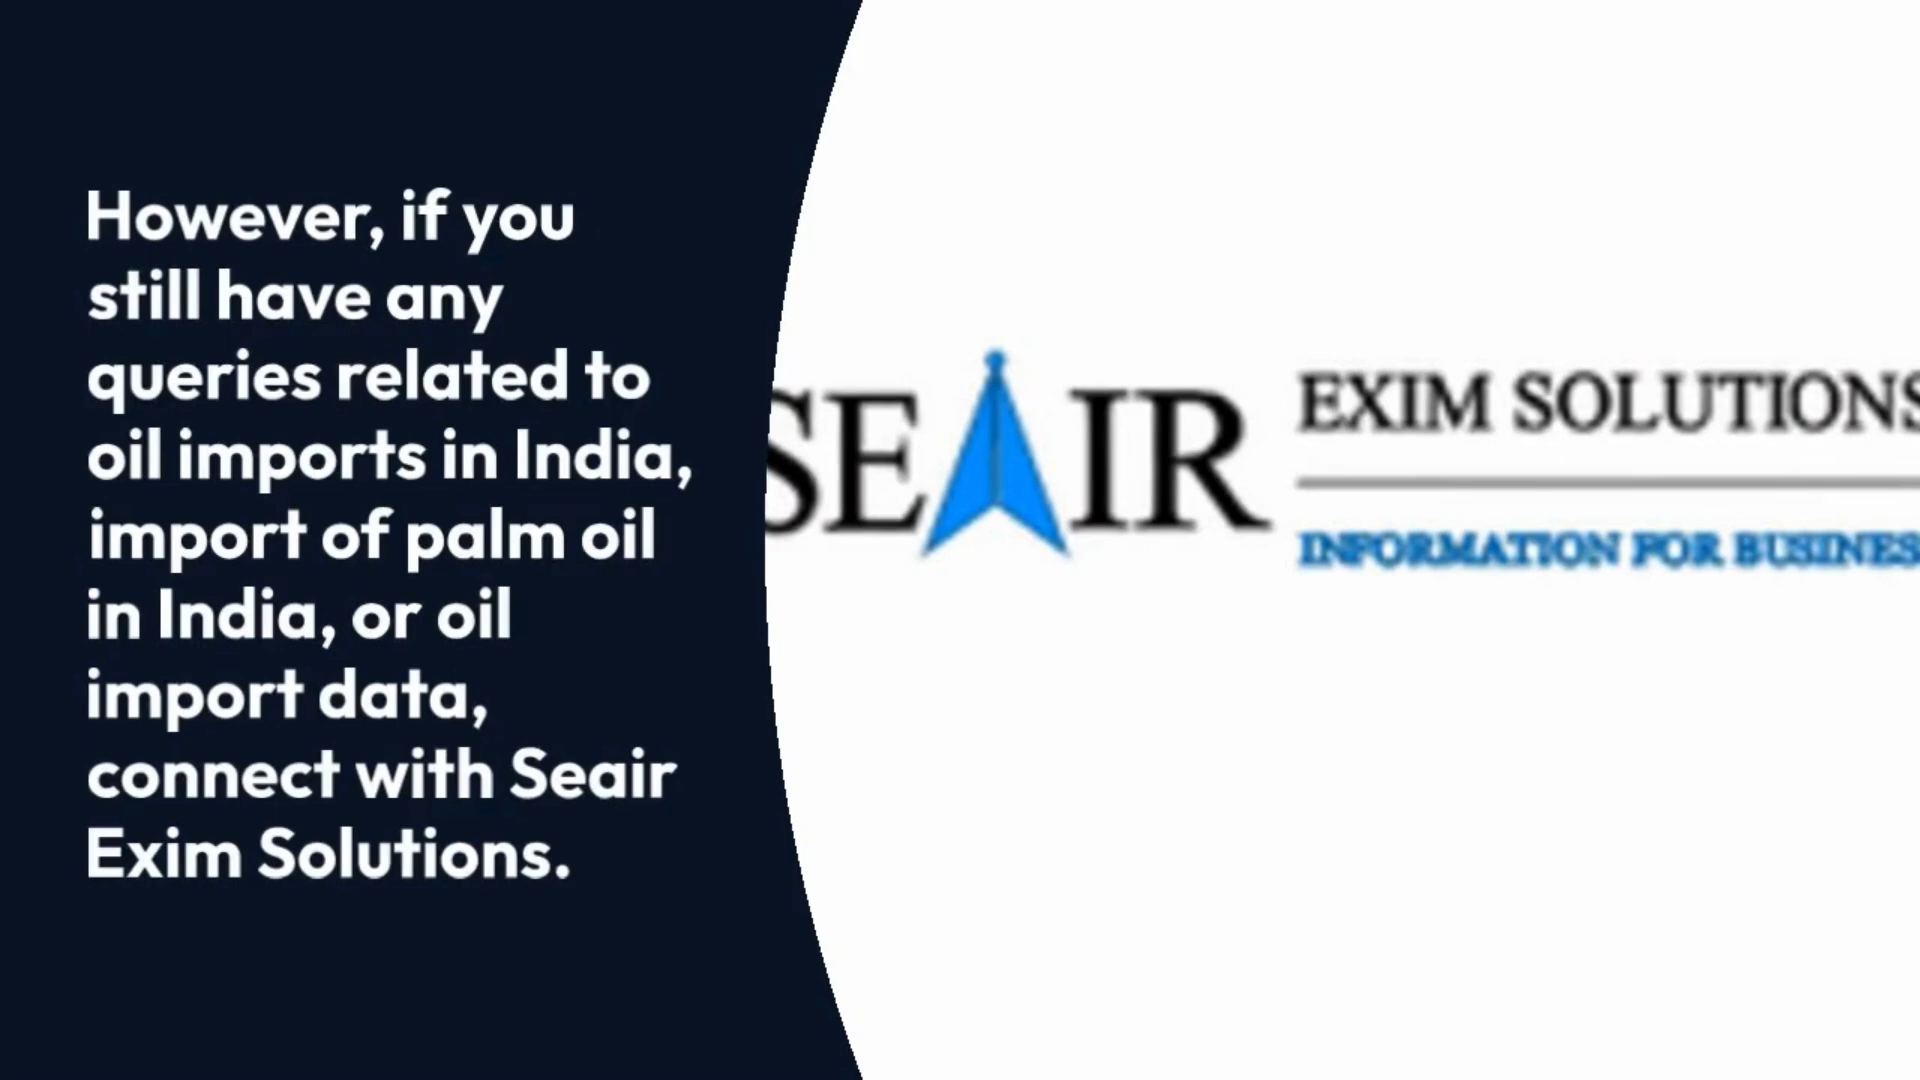 However, if you
still have any
queries related to
oil imports in India,
import of palm oil
in India, or oil
import data,
connect with Seair
Exim Solutions.
SEAIR
EXIM SOLUTIONS
INFORMATION FOR BUSINES